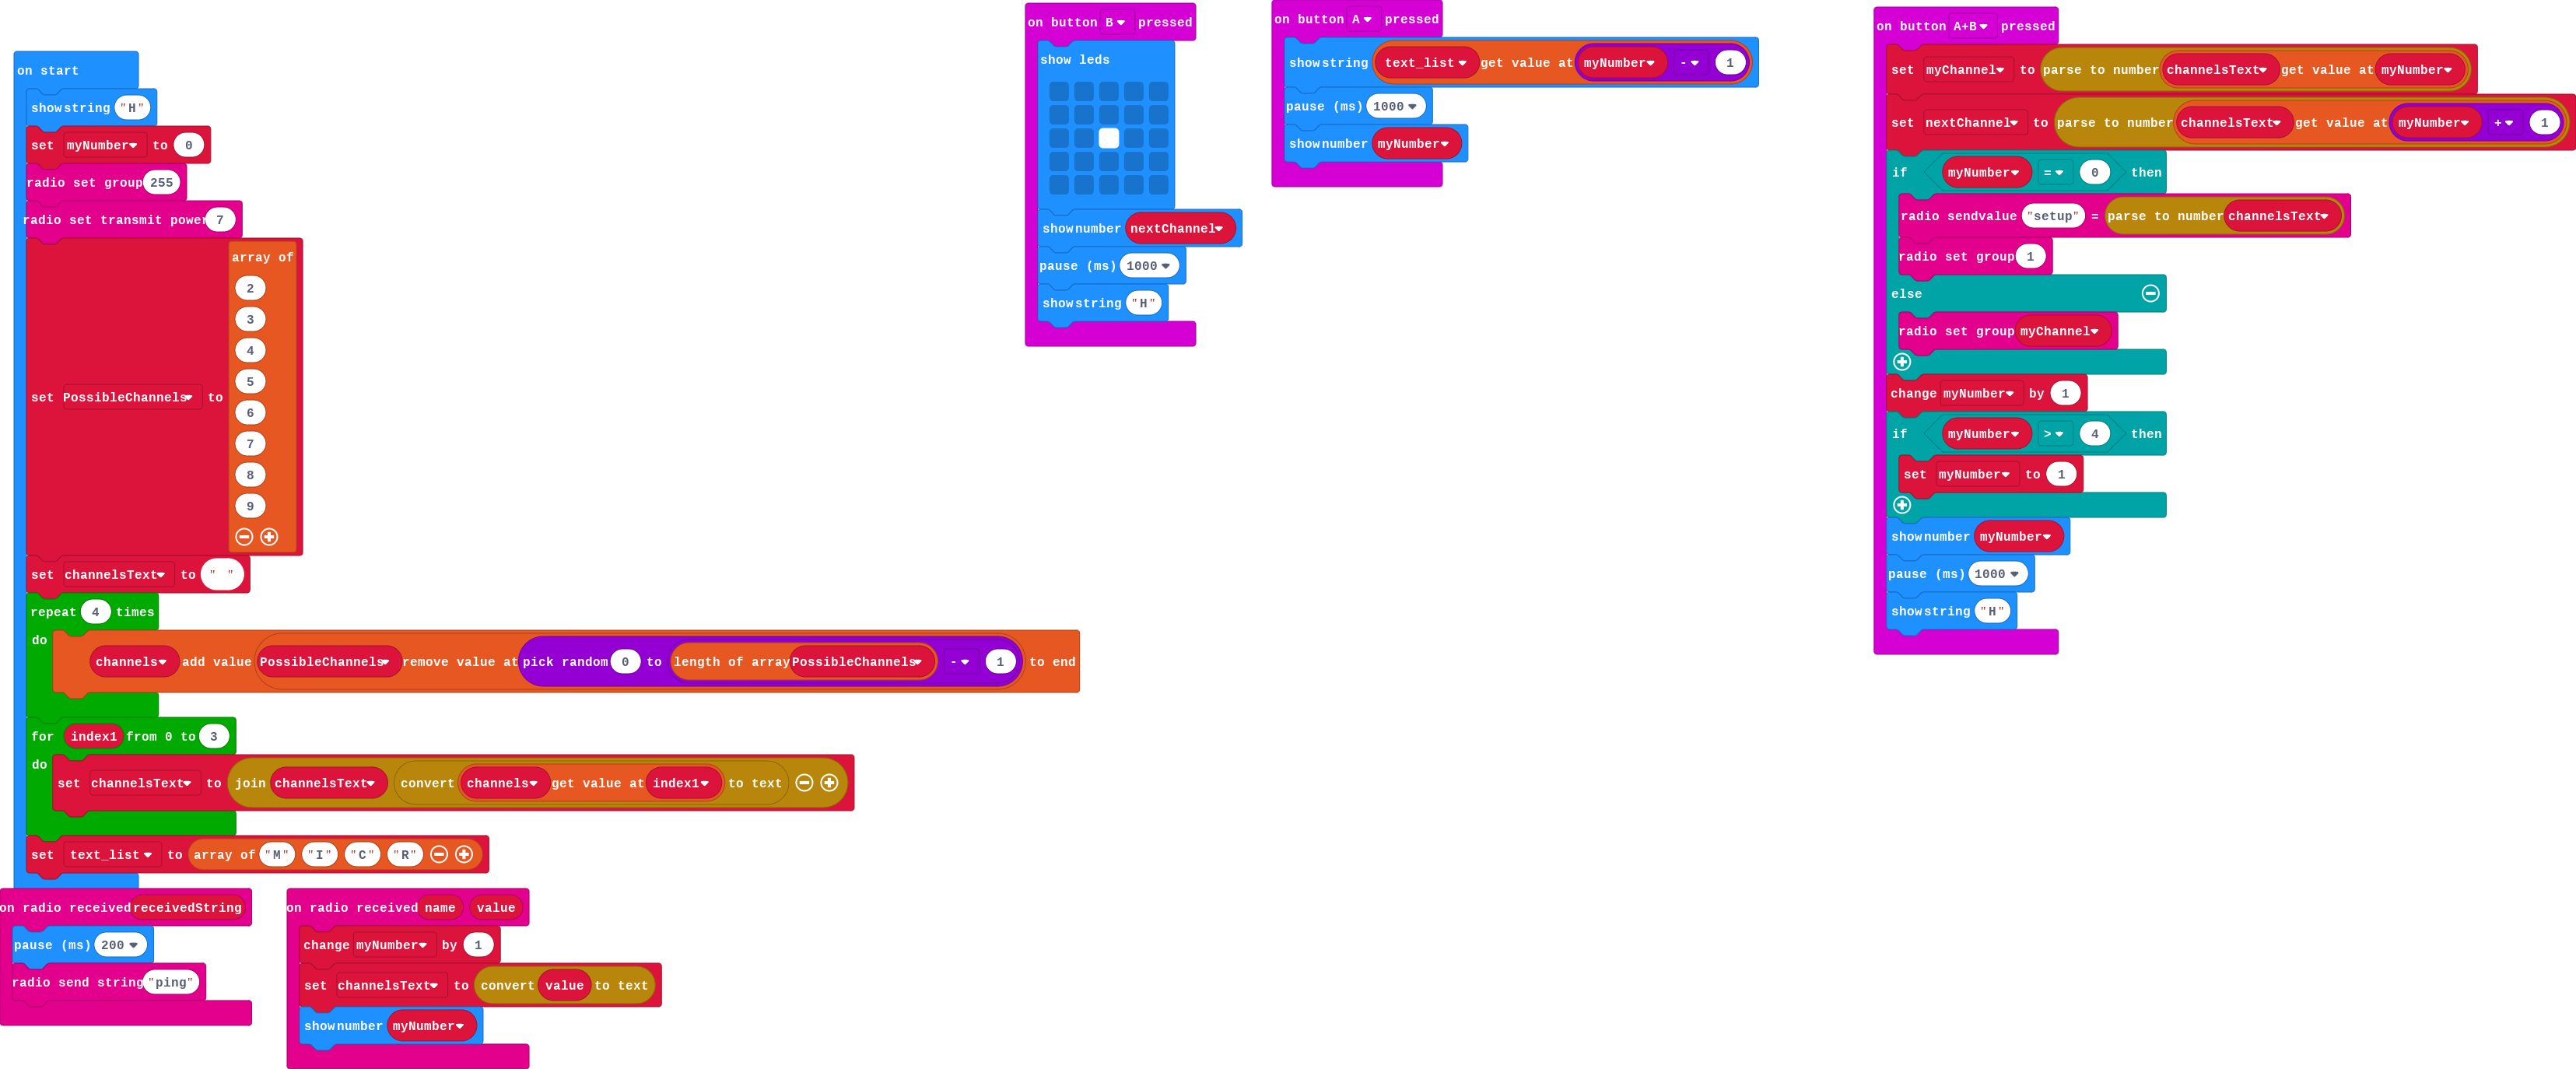 on start
show string "H"
set myNumber to 0
radio set group 255
radio set transmit power 7
set PossibleChannels to array of
2
3
4
5
6
7
8
9
set channelsText to " "
repeat 4 times
do
channels add value PossibleChannels remove value at pick random 0 to length of array PossibleChannels - 1 to end
for index1 from 0 to 3
do
set channelsText to join channelsText convert channels get value at index1 to text
set text_list to array of "M" "I" "C" "R"
on radio received receivedString
pause (ms) 200
radio send string "ping"
on radio received name value
change myNumber by 1
set channelsText to convert value to text
show number myNumber
on button B pressed
show leds
show number nextChannel
pause (ms) 1000
show string "H"
on button A pressed
show string text_list get value at myNumber - 1
pause (ms) 1000
show number myNumber
on button A+B pressed
set myChannel to parse to number channelsText get value at myNumber
set nextChannel to parse to number channelsText get value at myNumber + 1
if myNumber = 0 then
radio send value "setup" = parse to number channelsText
radio set group 1
else
radio set group myChannel
change myNumber by 1
if myNumber > 4 then
set myNumber to 1
show number myNumber
pause (ms) 1000
show string "H"